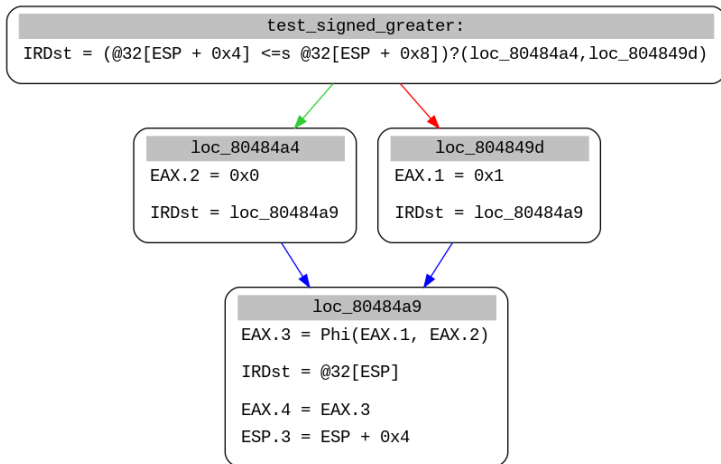 test_signed_greater:
IRDst = (@32[ESP + 0x4] <=s @32[ESP + 0x8])?(loc_80484a4,loc_804849d)
loc_80484a4
EAX.2 = 0x0
IRDst = loc_80484a9
loc_804849d
EAX.1 = 0x1
IRDst = loc_80484a9
loc_80484a9
EAX.3 = Phi(EAX.1, EAX.2)
IRDst = @32[ESP]
EAX.4 = EAX.3
ESP.3 = ESP + 0x4